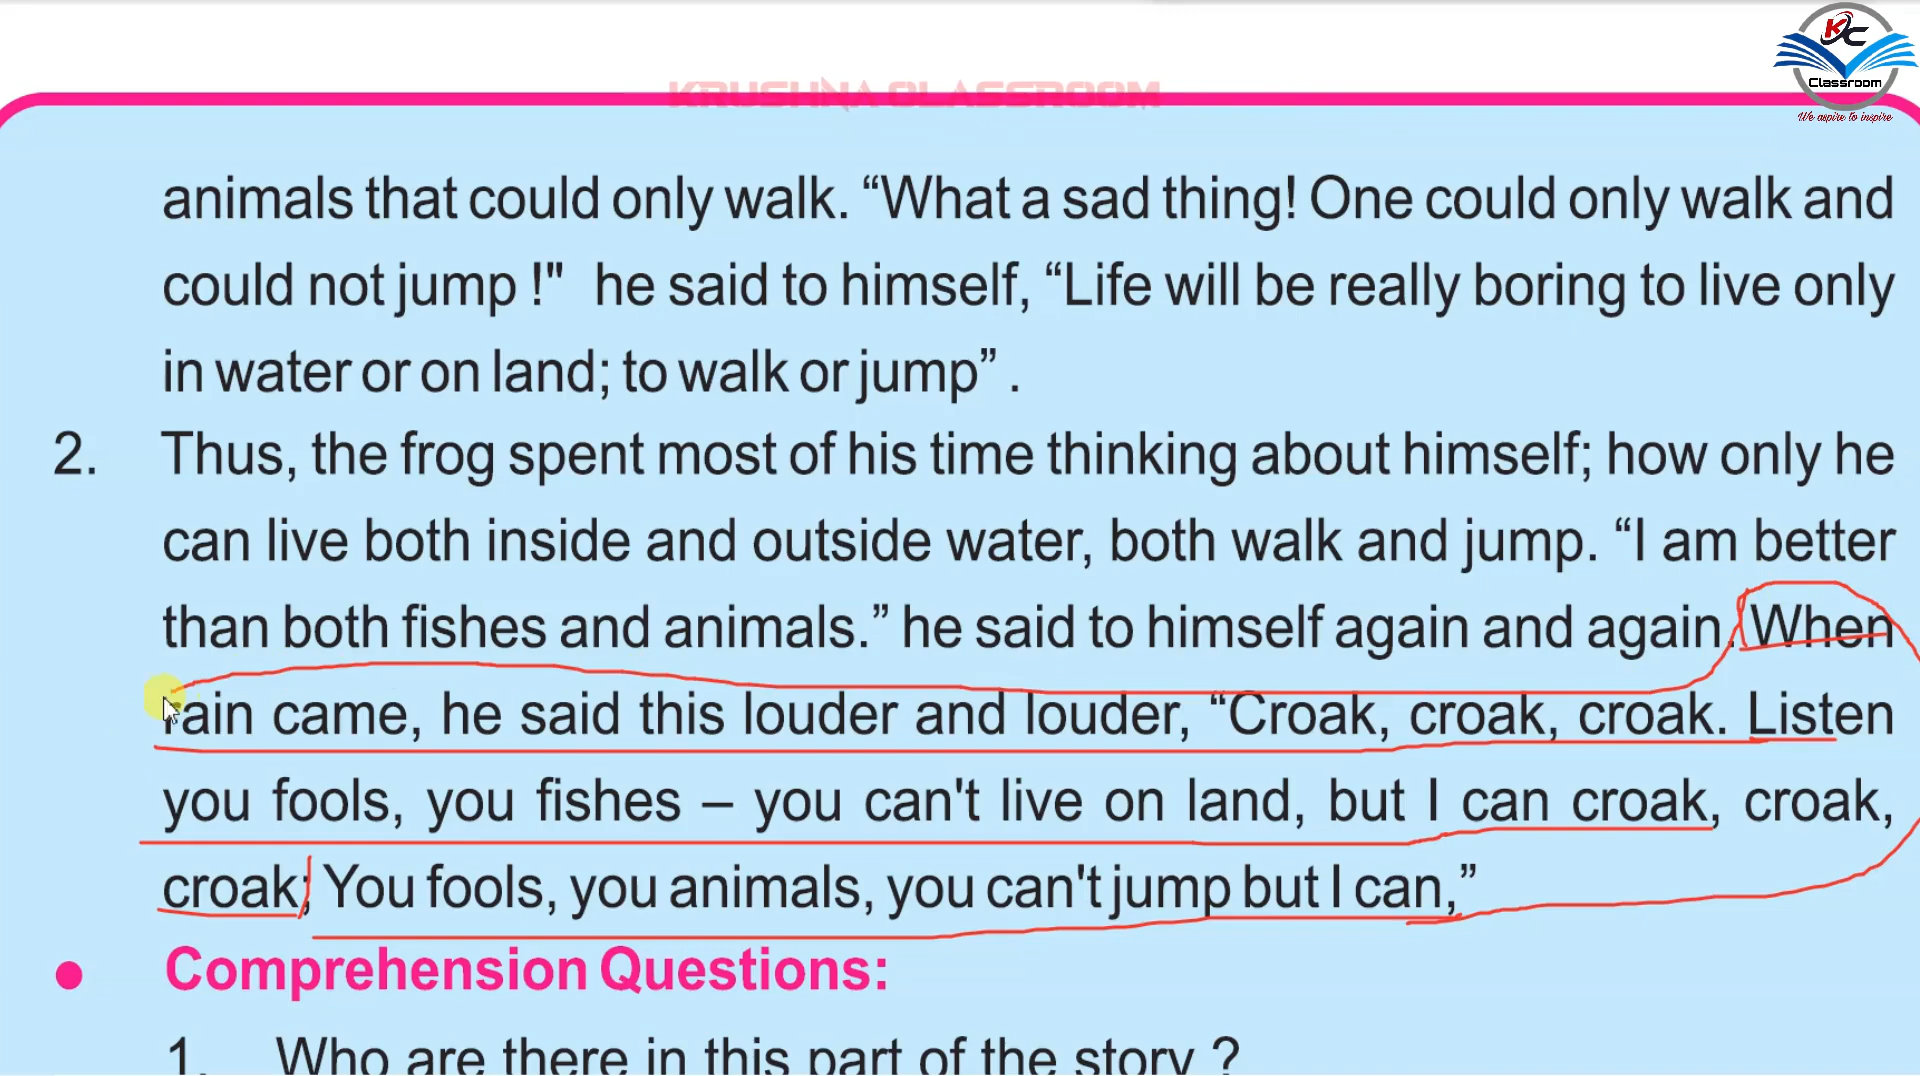 KC
Classroom
We aspire to inspire
KRUSHNA CLASSROOM
animals that could only walk. “What a sad thing! One could only walk and
could not jump !" he said to himself, “Life will be really boring to live only
in water or on land; to walk or jump” .
2. Thus, the frog spent most of his time thinking about himself; how only he
can live both inside and outside water, both walk and jump. “I am better
than both fishes and animals.” he said to himself again and again. When
rain came, he said this louder and louder, “Croak, croak, croak. Listen
you fools, you fishes – you can't live on land, but I can croak, croak,
croak; You fools, you animals, you can't jump but I can,”
● Comprehension Questions:
1. Who are there in this part of the story ?